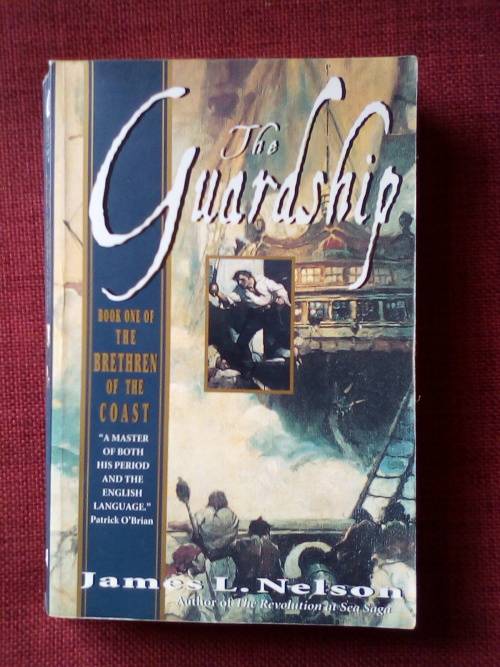 The
Guardship
BOOK ONE OF
THE
BRETHREN
OF THE
COAST
"A MASTER
OF BOTH
HIS PERIOD
AND THE
ENGLISH
LANGUAGE."
Patrick O'Brian
James L. Nelson
Author of The Revolution at Sea Saga